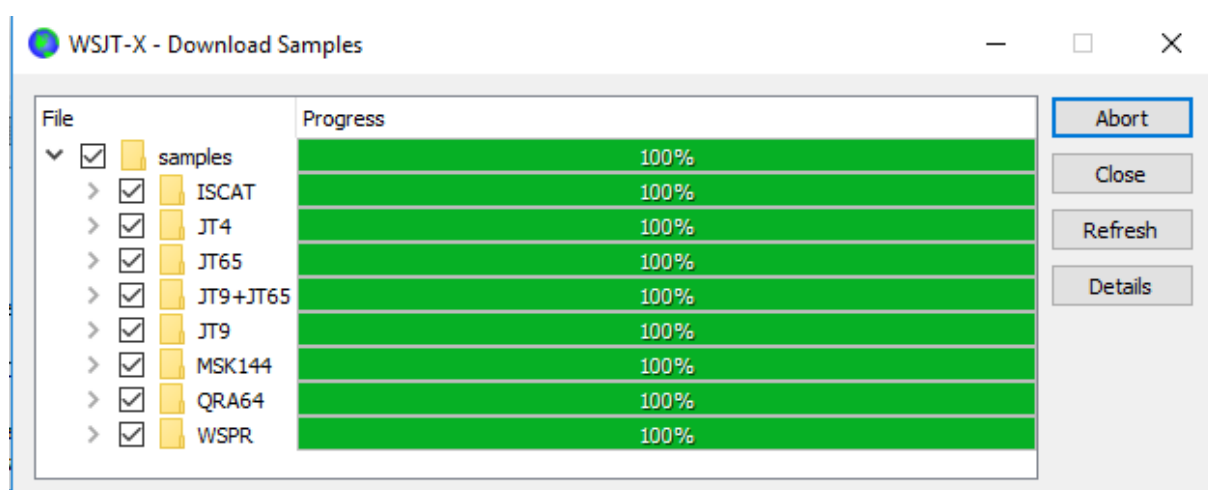 WSJT-X - Download Samples
File Progress Abort
samples 100%
Close
ISCAT 100%
JT4 100% Refresh
JT65 100%
JT9+JT65 100% Details
JT9 100%
MSK144 100%
QRA64 100%
WSPR 100%